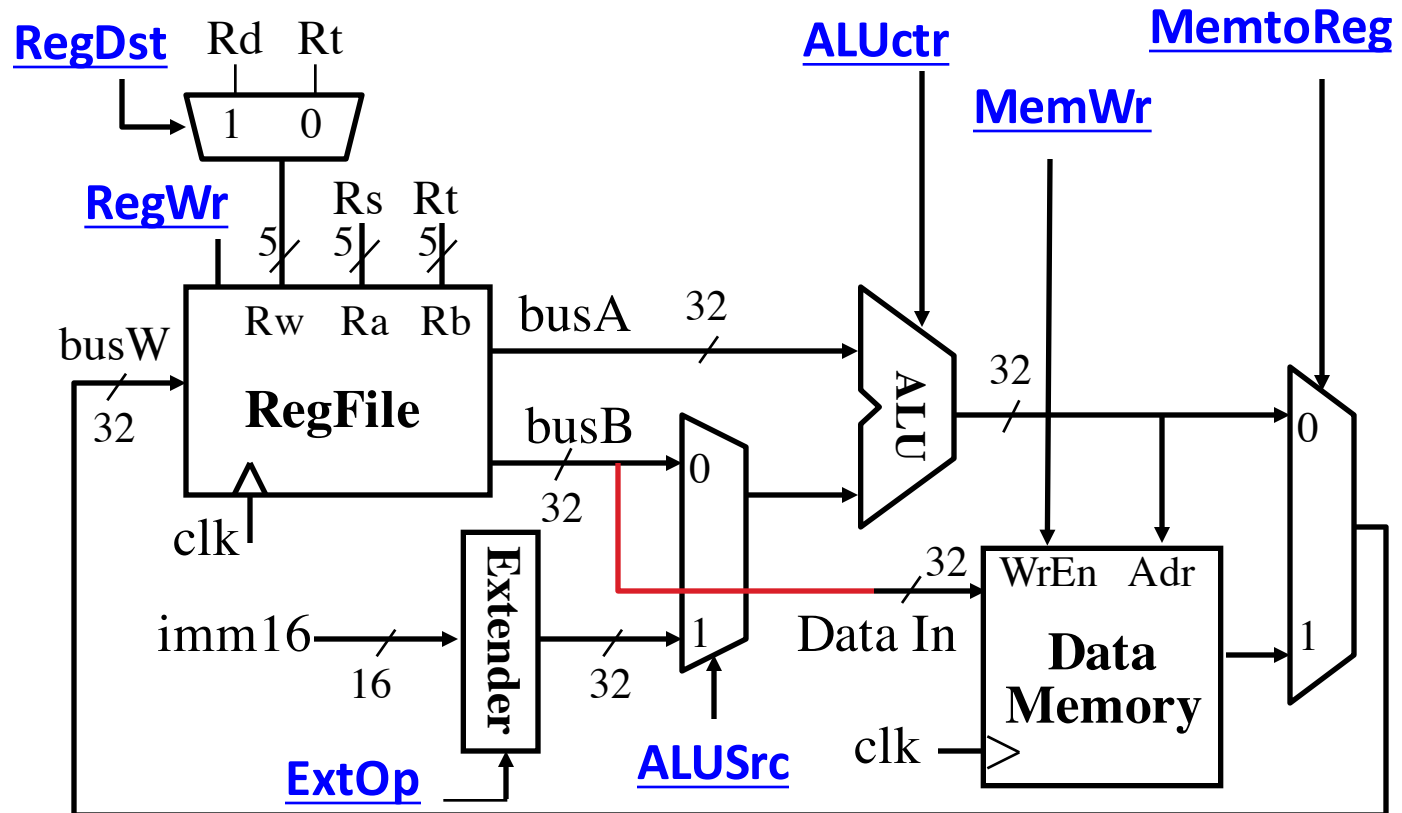 RegDst
Rd Rt
ALUctr
MemtoReg
MemWr
1 0
RegWr
Rs Rt
5 5 5
Rw Ra Rb
busW
32
RegFile
clk
busA
32
busB
32
0
1
ALU
32
0
1
imm16
16
Extender
32
ExtOp
ALUSrc
32
Data In
WrEn Adr
Data
Memory
clk